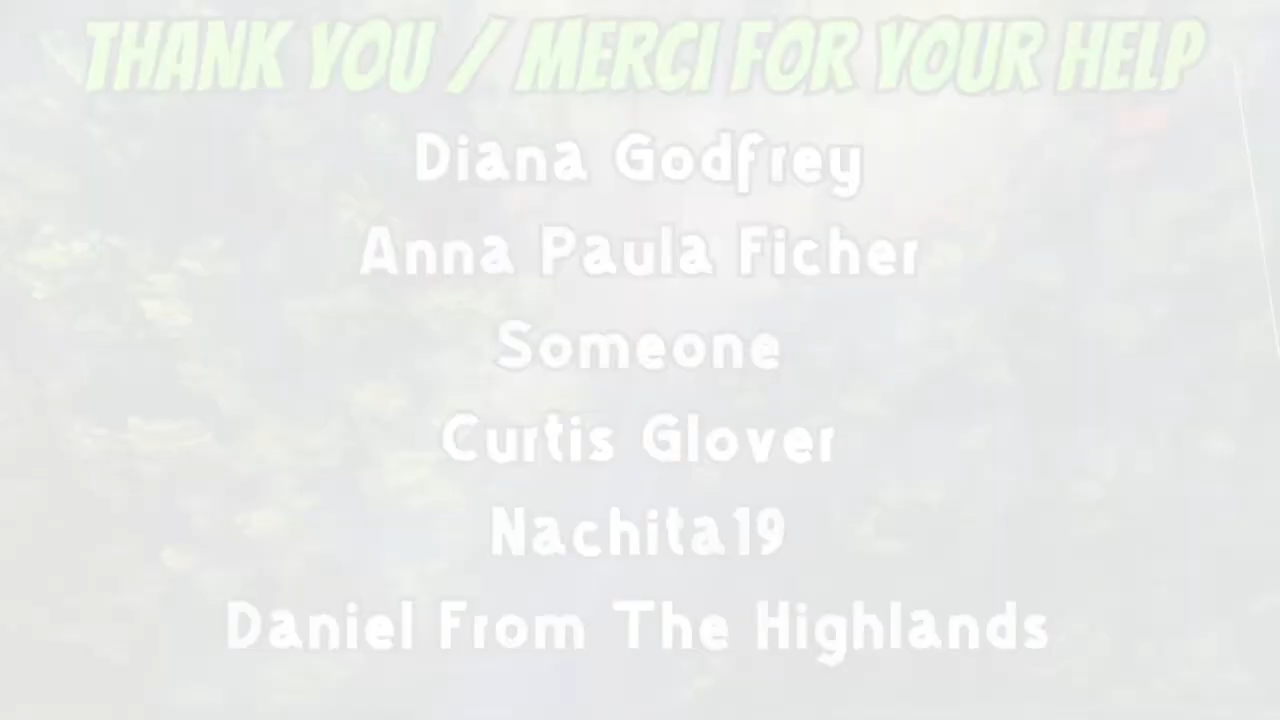 THANK YOU / MERCI FOR YOUR HELP
Diana Godfrey
Anna Paula Ficher
Someone
Curtis Glover
Nachita19
Daniel From The Highlands